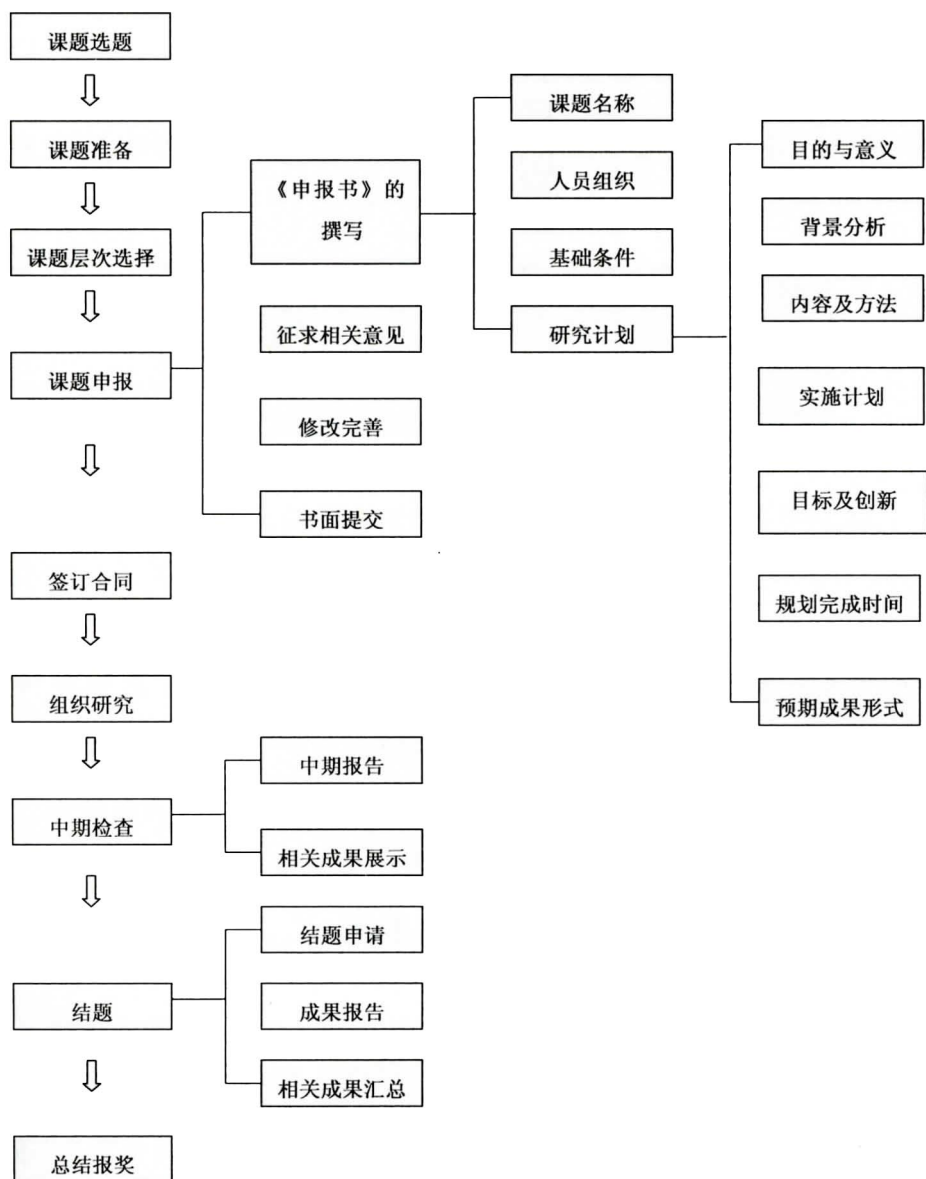 课题选题
课题准备
课题层次选择
课题申报
签订合同
组织研究
中期检查
结题
总结报奖
《申报书》的
撰写
征求相关意见
修改完善
书面提交
课题名称
人员组织
基础条件
研究计划
目的与意义
背景分析
内容及方法
实施计划
目标及创新
规划完成时间
预期成果形式
中期报告
相关成果展示
结题申请
成果报告
相关成果汇总